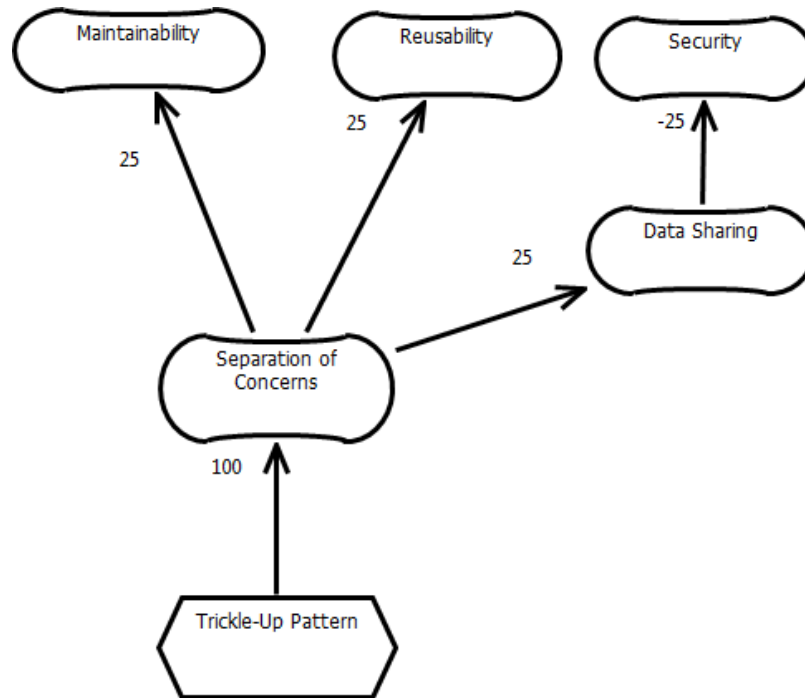 Maintainability
Reusability
Security
25
25
-25
Data Sharing
25
Separation of
Concerns
100
Trickle-Up Pattern